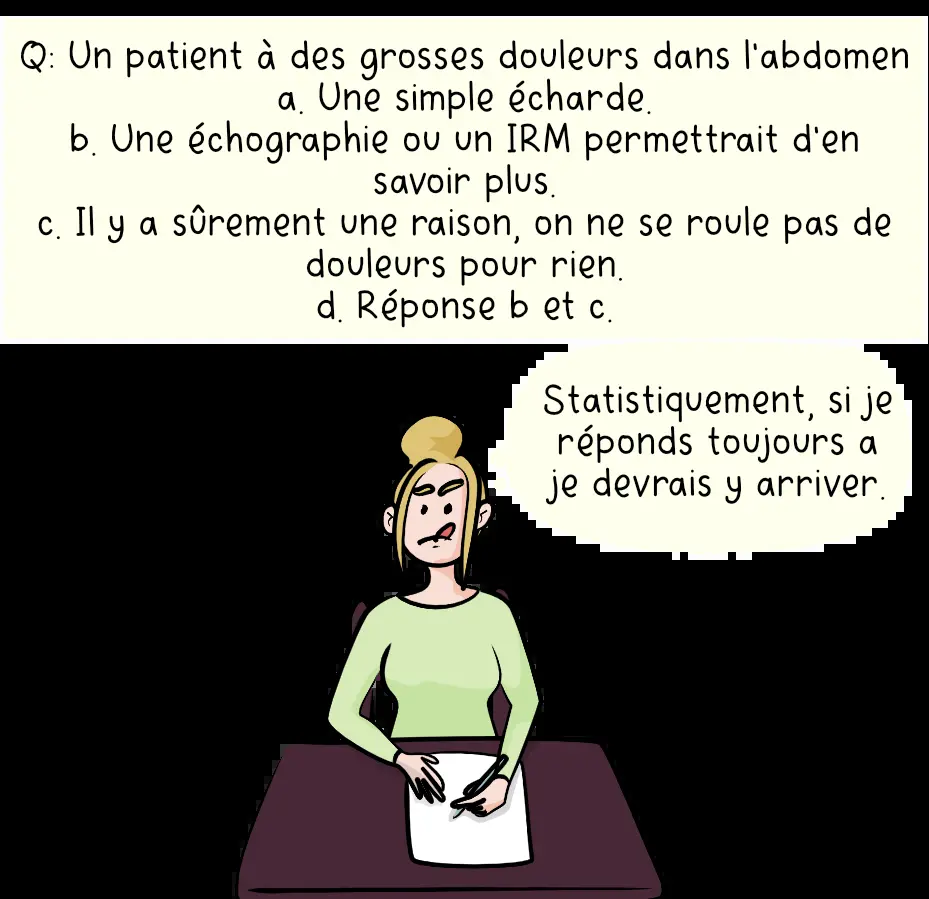 Q: Un patient à des grosses douleurs dans l'abdomen
a. Une simple écharde.
b. Une échographie ou un IRM permettrait d'en
savoir plus.
c. Il y a sûrement une raison, on ne se roule pas de
douleurs pour rien.
d. Réponse b et c.
Statistiquement, si je
réponds toujours a
je devrais y arriver.